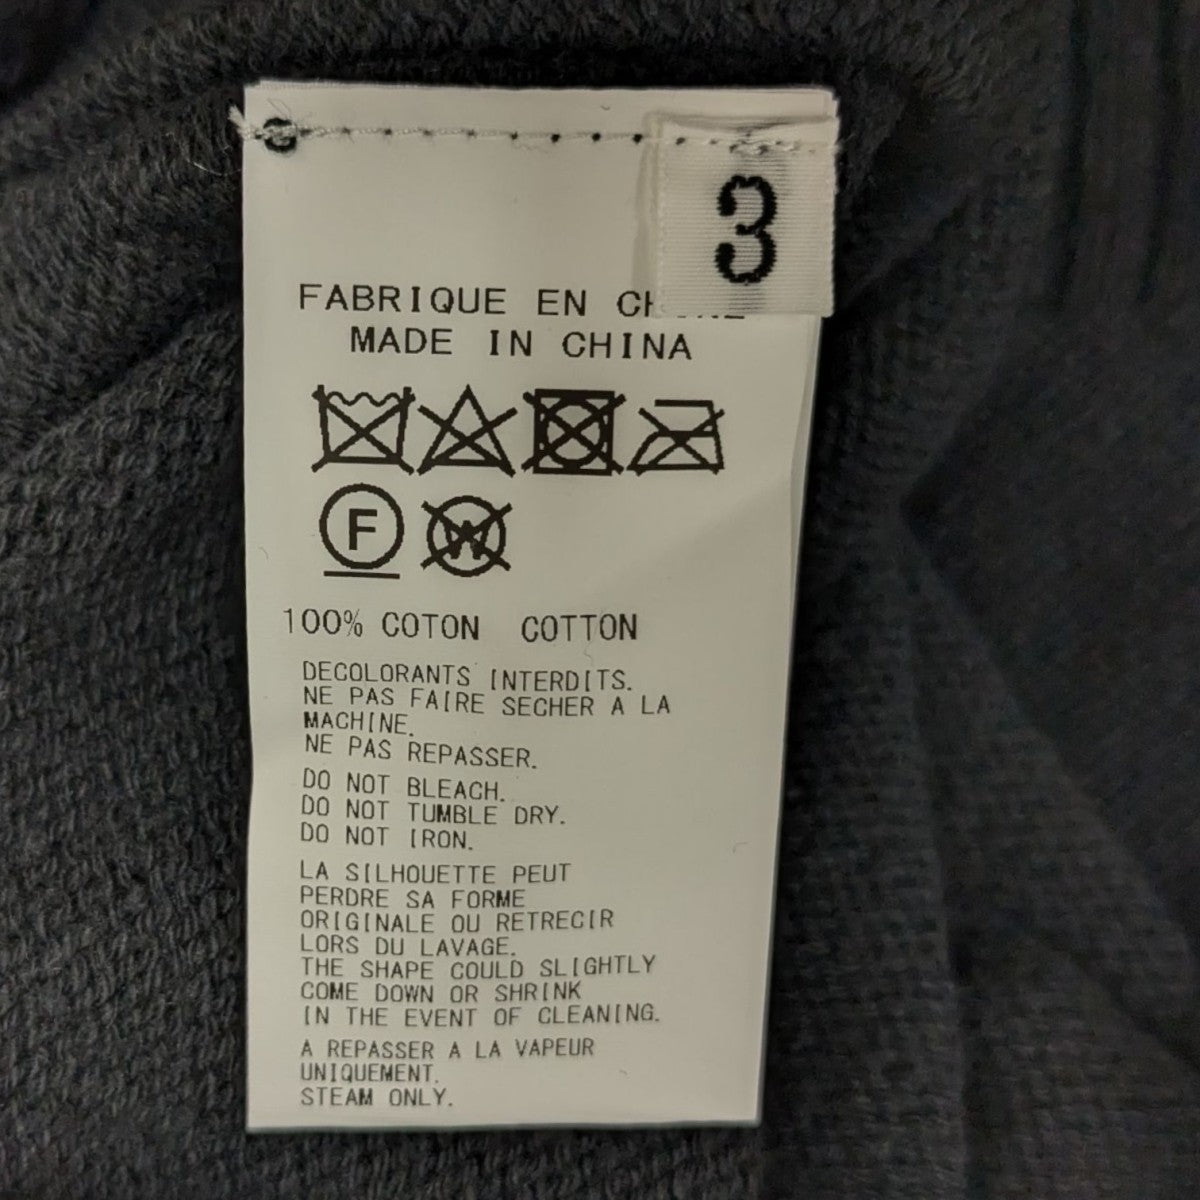 3
FABRIQUE EN
MADE IN CHINA
F
W
100% COTON COTTON
DECOLORANTS INTERDITS.
NE PAS FAIRE SECHER A LA
MACHINE.
NE PAS REPASSER.
DO NOT BLEACH.
DO NOT TUMBLE DRY.
DO NOT IRON.
LA SILHOUETTE PEUT
PERDRE SA FORME
ORIGINALE OU RETRECIR
LORS DU LAVAGE.
THE SHAPE COULD SLIGHTLY
COME DOWN OR SHRINK
IN THE EVENT OF CLEANING.
A REPASSER A LA VAPEUR
UNIQUEMENT.
STEAM ONLY.